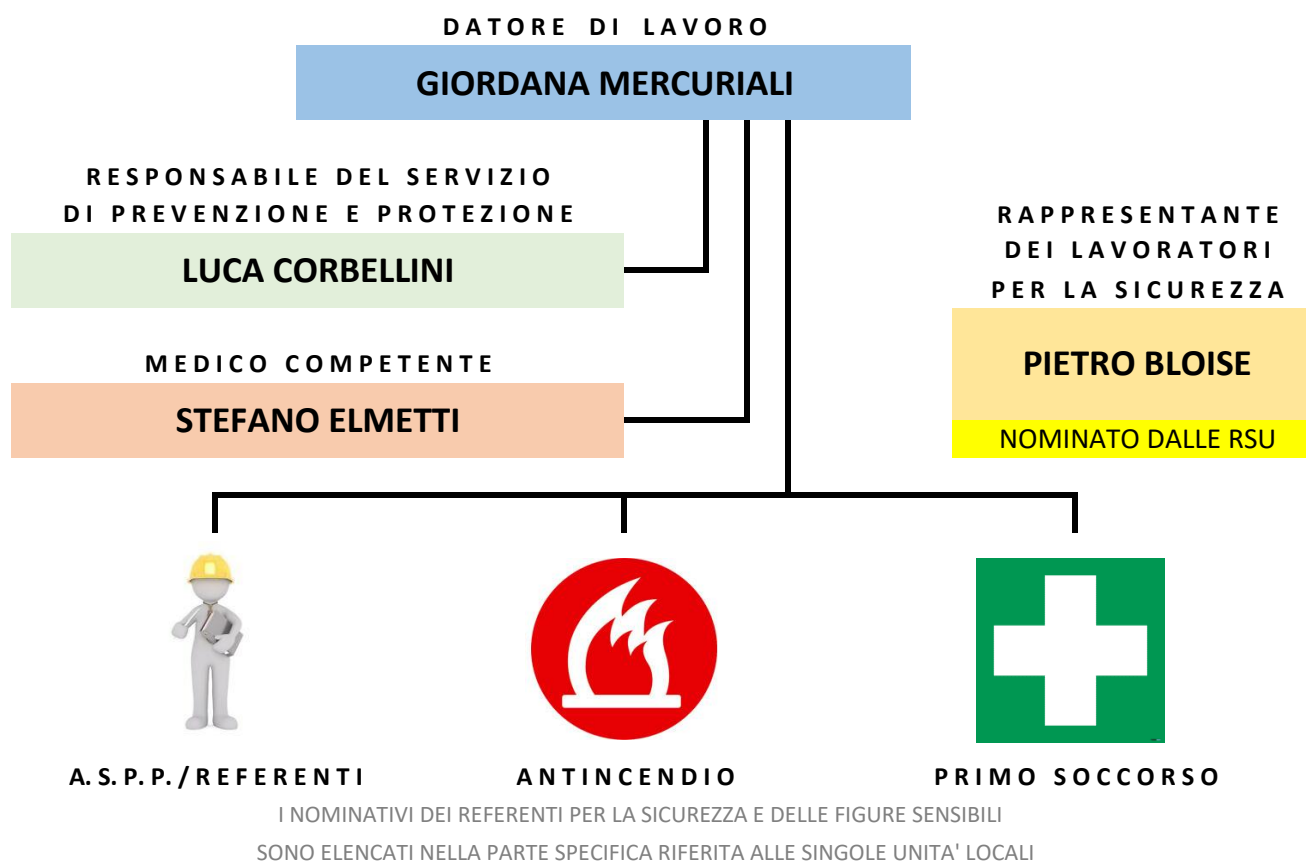 DATORE DI LAVORO
GIORDANA MERCURIALI
RESPONSABILE DEL SERVIZIO
DI PREVENZIONE E PROTEZIONE
LUCA CORBELLINI
RAPPRESENTANTE
DEI LAVORATORI
PER LA SICUREZZA
PIETRO BLOISE
NOMINATO DALLE RSU
MEDICO COMPETENTE
STEFANO ELMETTI
A. S. P. P. / REFERENTI
ANTINCENDIO
PRIMO SOCCORSO
I NOMINATIVI DEI REFERENTI PER LA SICUREZZA E DELLE FIGURE SENSIBILI
SONO ELENCATI NELLA PARTE SPECIFICA RIFERITA ALLE SINGOLE UNITA' LOCALI